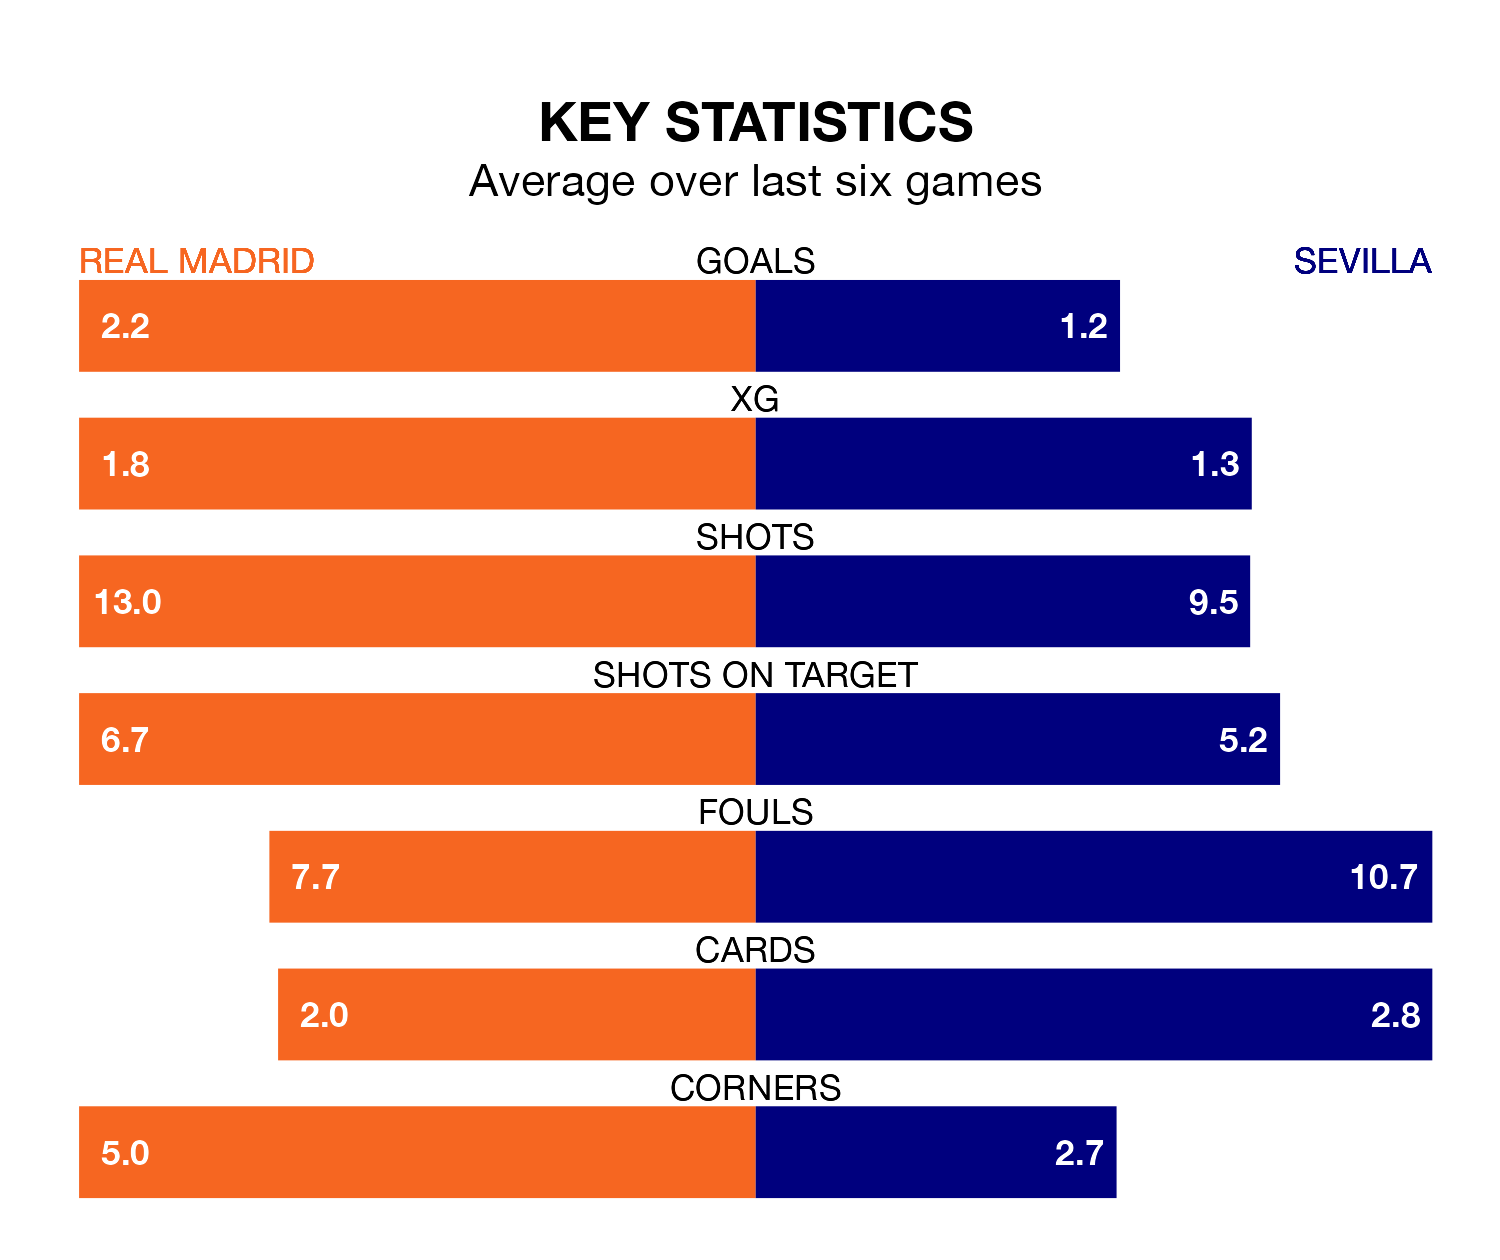 KEY STATISTICS
Average over last six games
REAL MADRID GOALS SEVILLA
2.2 1.2
XG
1.8 1.3
SHOTS
13.0 9.5
SHOTS ON TARGET
6.7 5.2
FOULS
7.7 10.7
CARDS
2.0 2.8
CORNERS
5.0 2.7